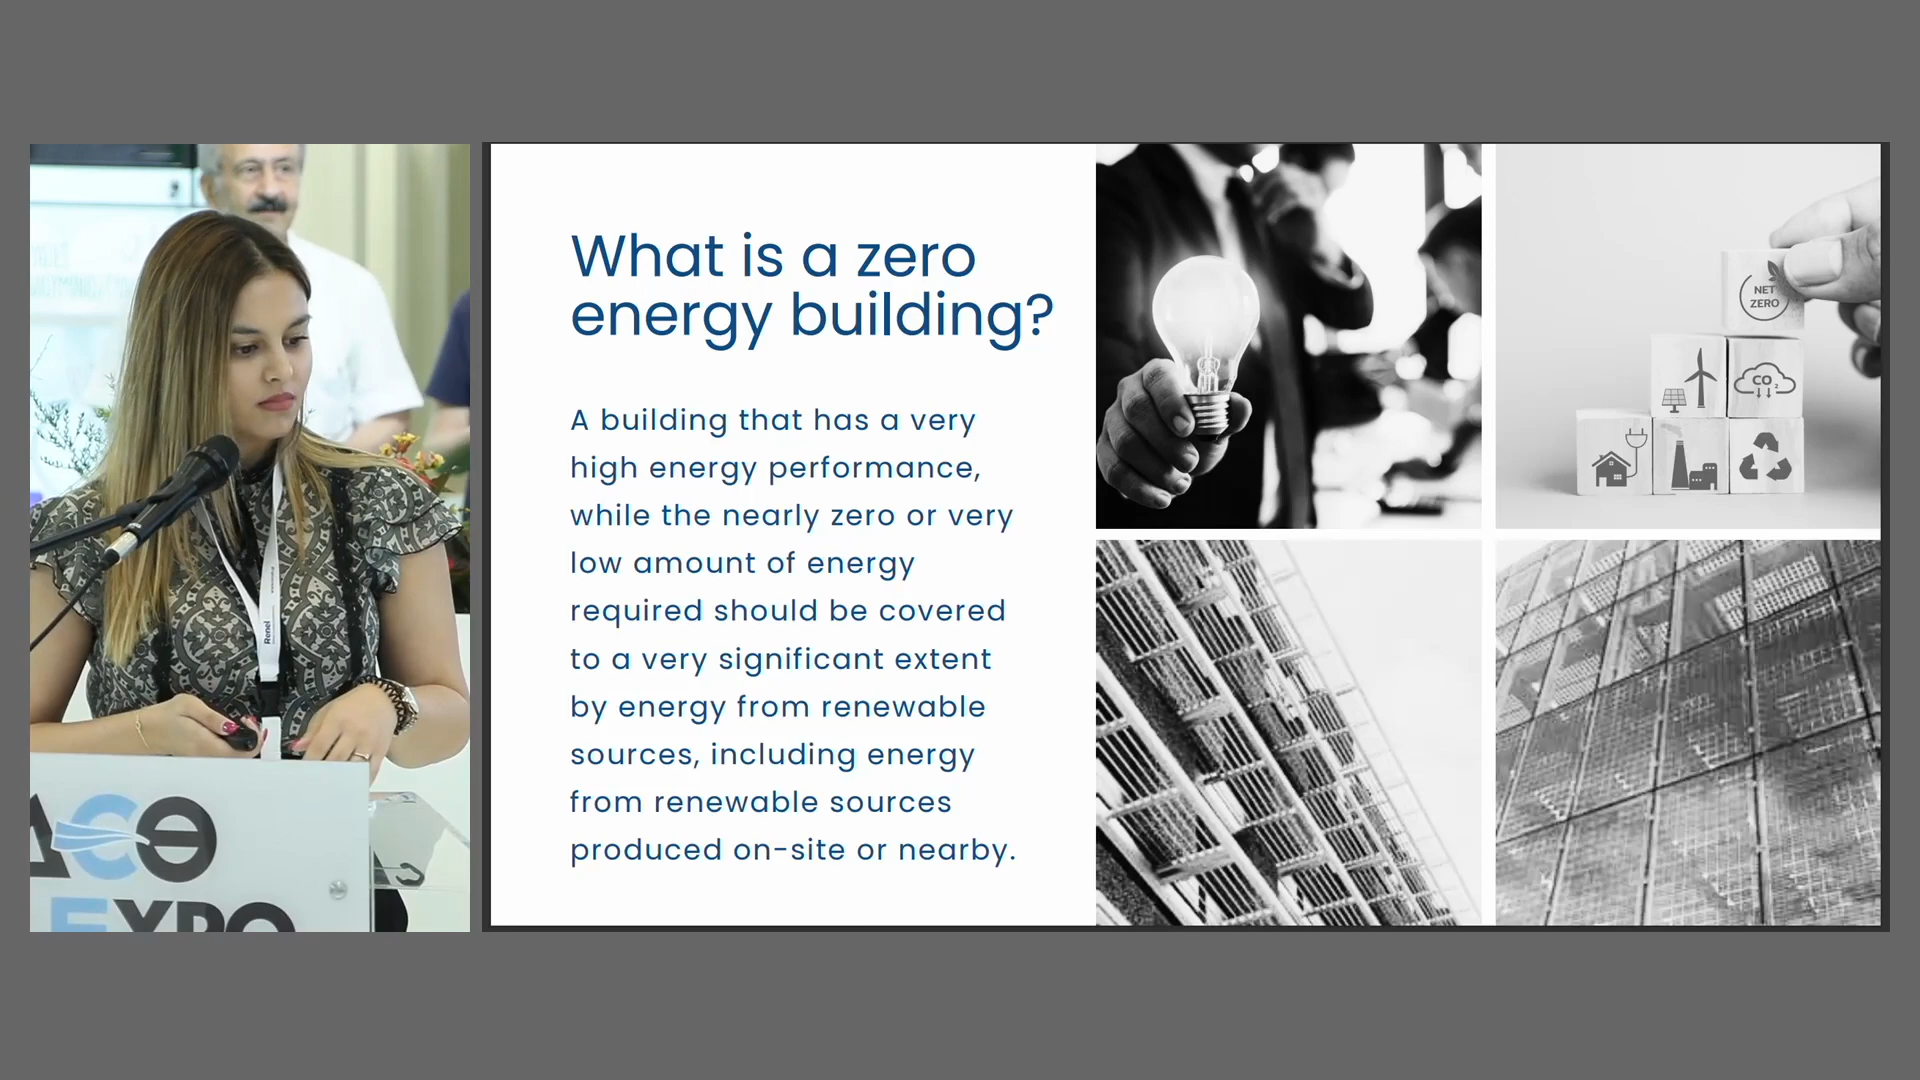 What is a zero
energy building?
A building that has a very
high energy performance,
while the nearly zero or very
low amount of energy
required should be covered
to a very significant extent
by energy from renewable
sources, including energy
from renewable sources
produced on-site or nearby.
NET
ZERO
CO2
Renel
ΔСΘ
EXPO